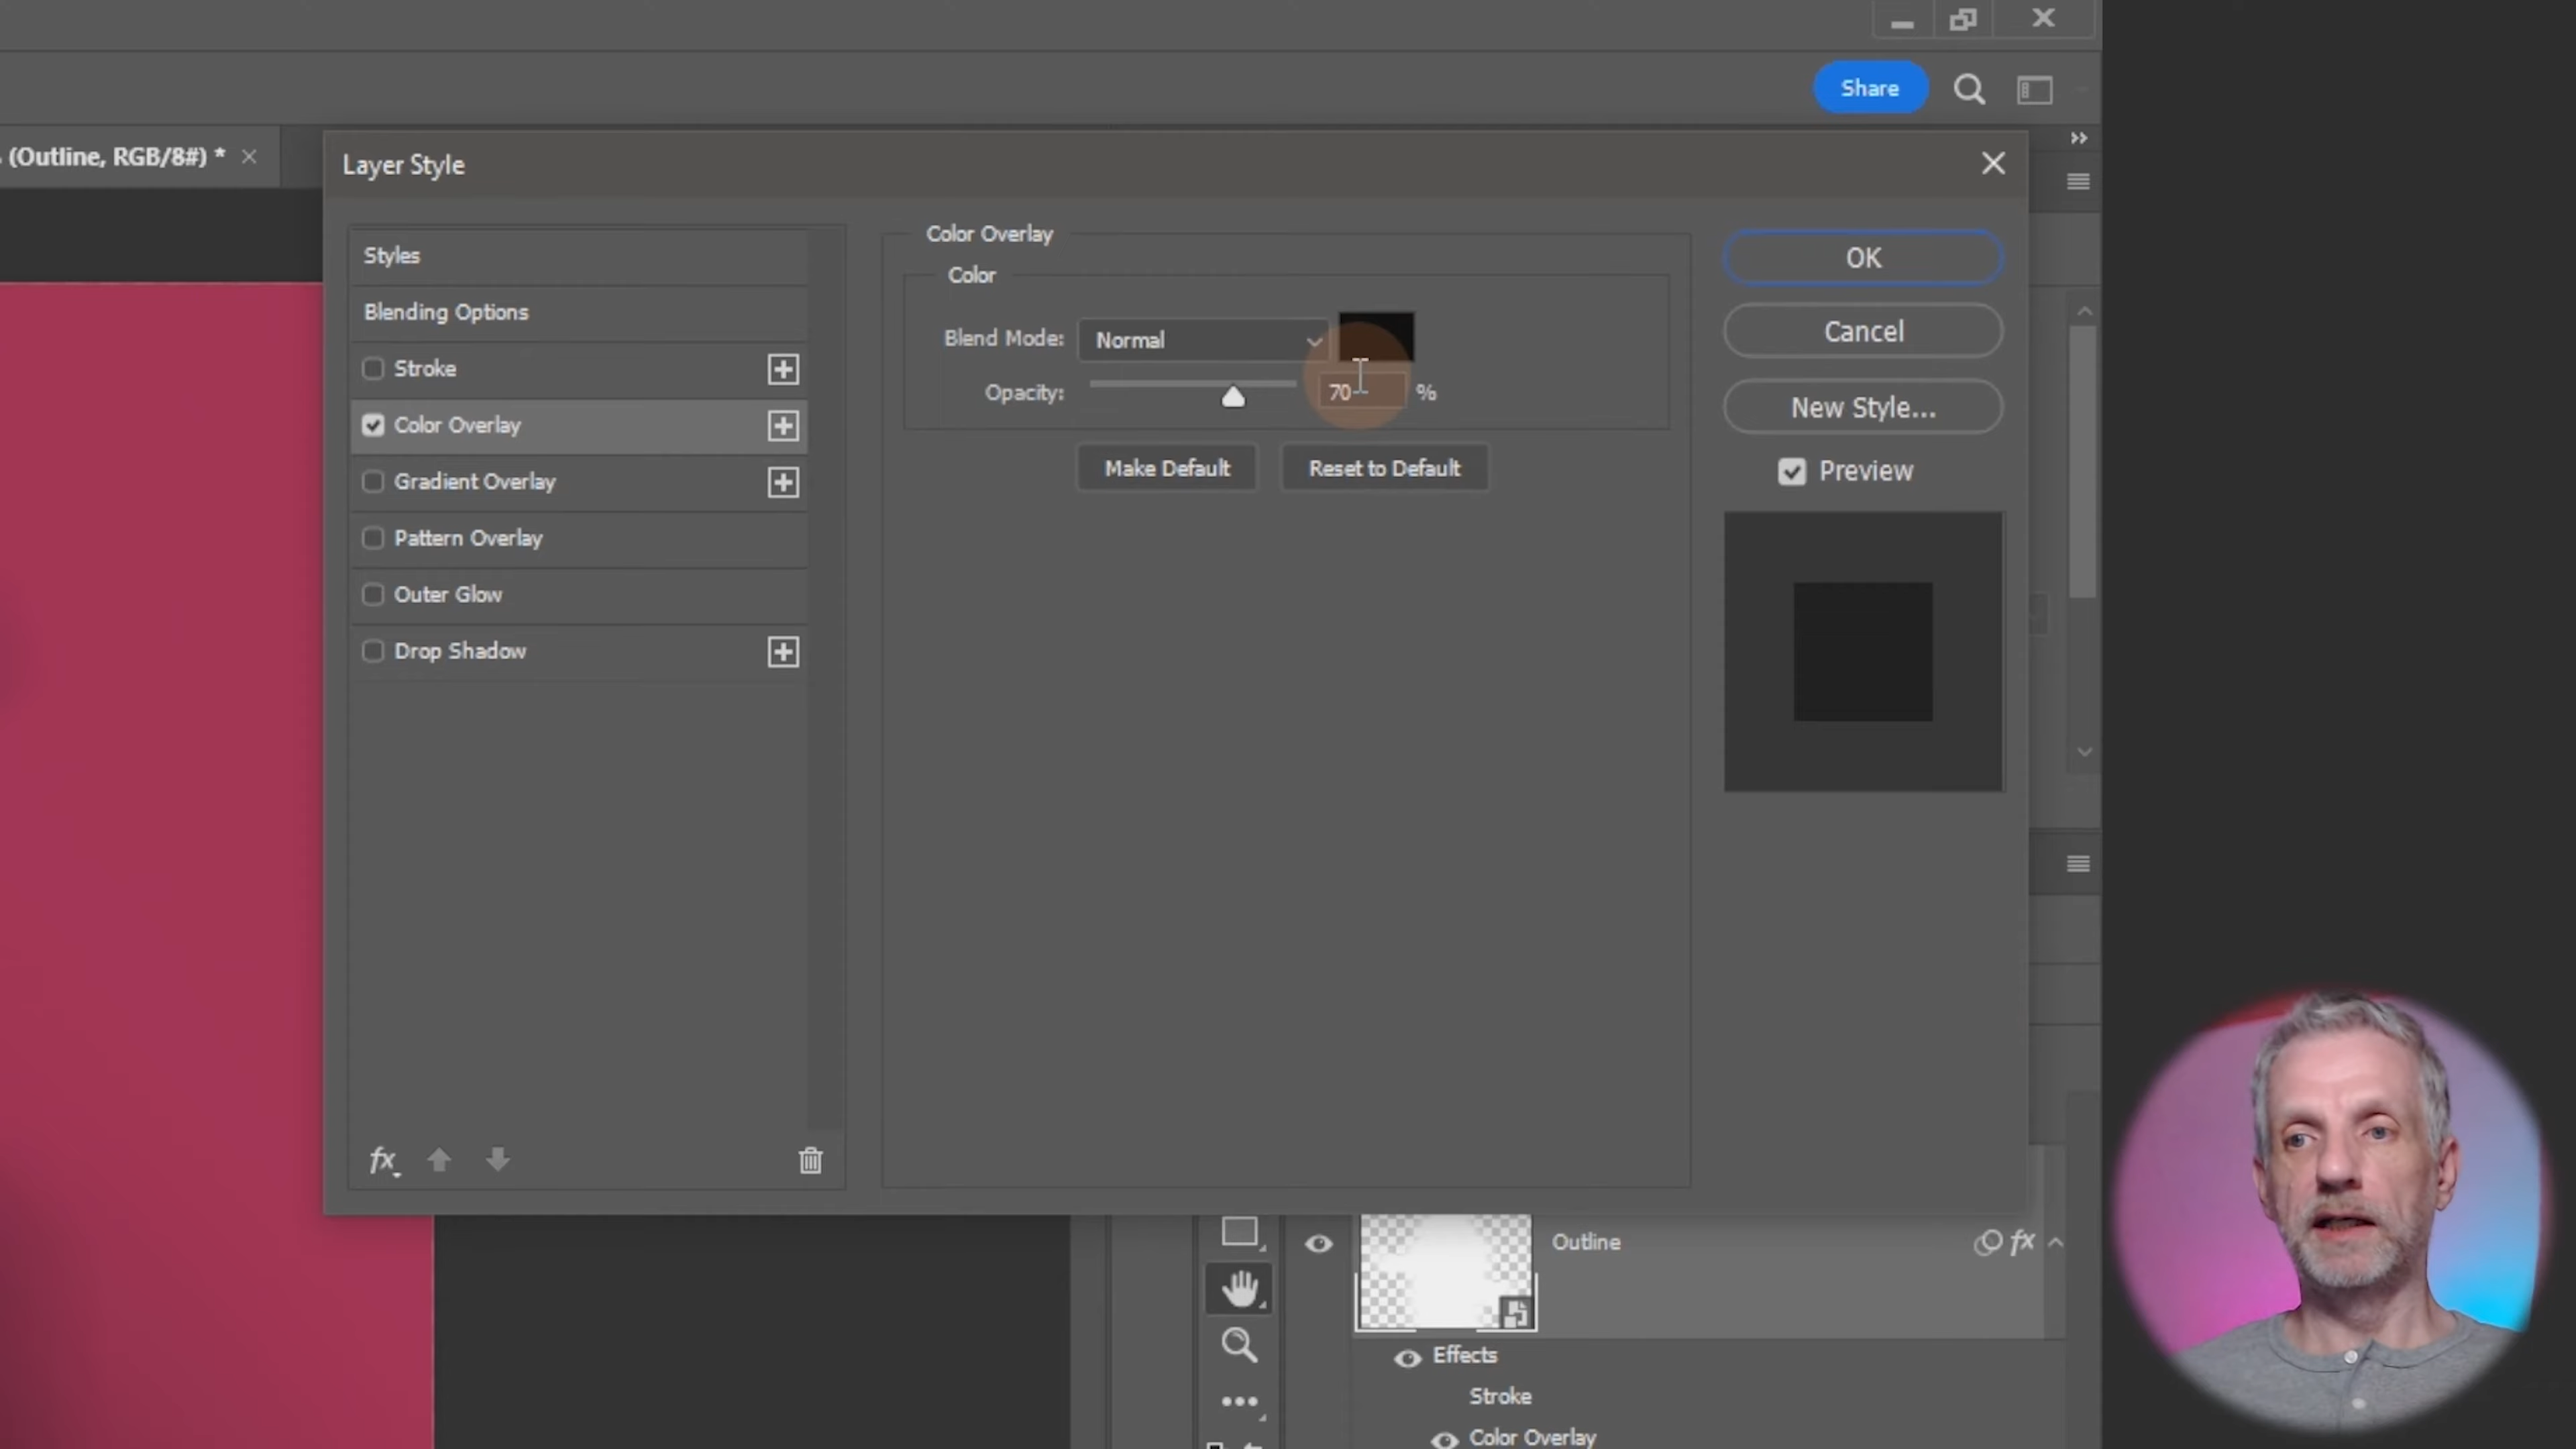 Share
(Outline, RGB/8#) *
Layer Style
Styles
Blending Options
Stroke
Color Overlay
Gradient Overlay
Pattern Overlay
Outer Glow
Drop Shadow
fx
Color Overlay
Color
Blend Mode: Normal
Opacity: 70 %
Make Default
Reset to Default
OK
Cancel
New Style...
Preview
Outline
fx
Effects
Stroke
Color Overlay